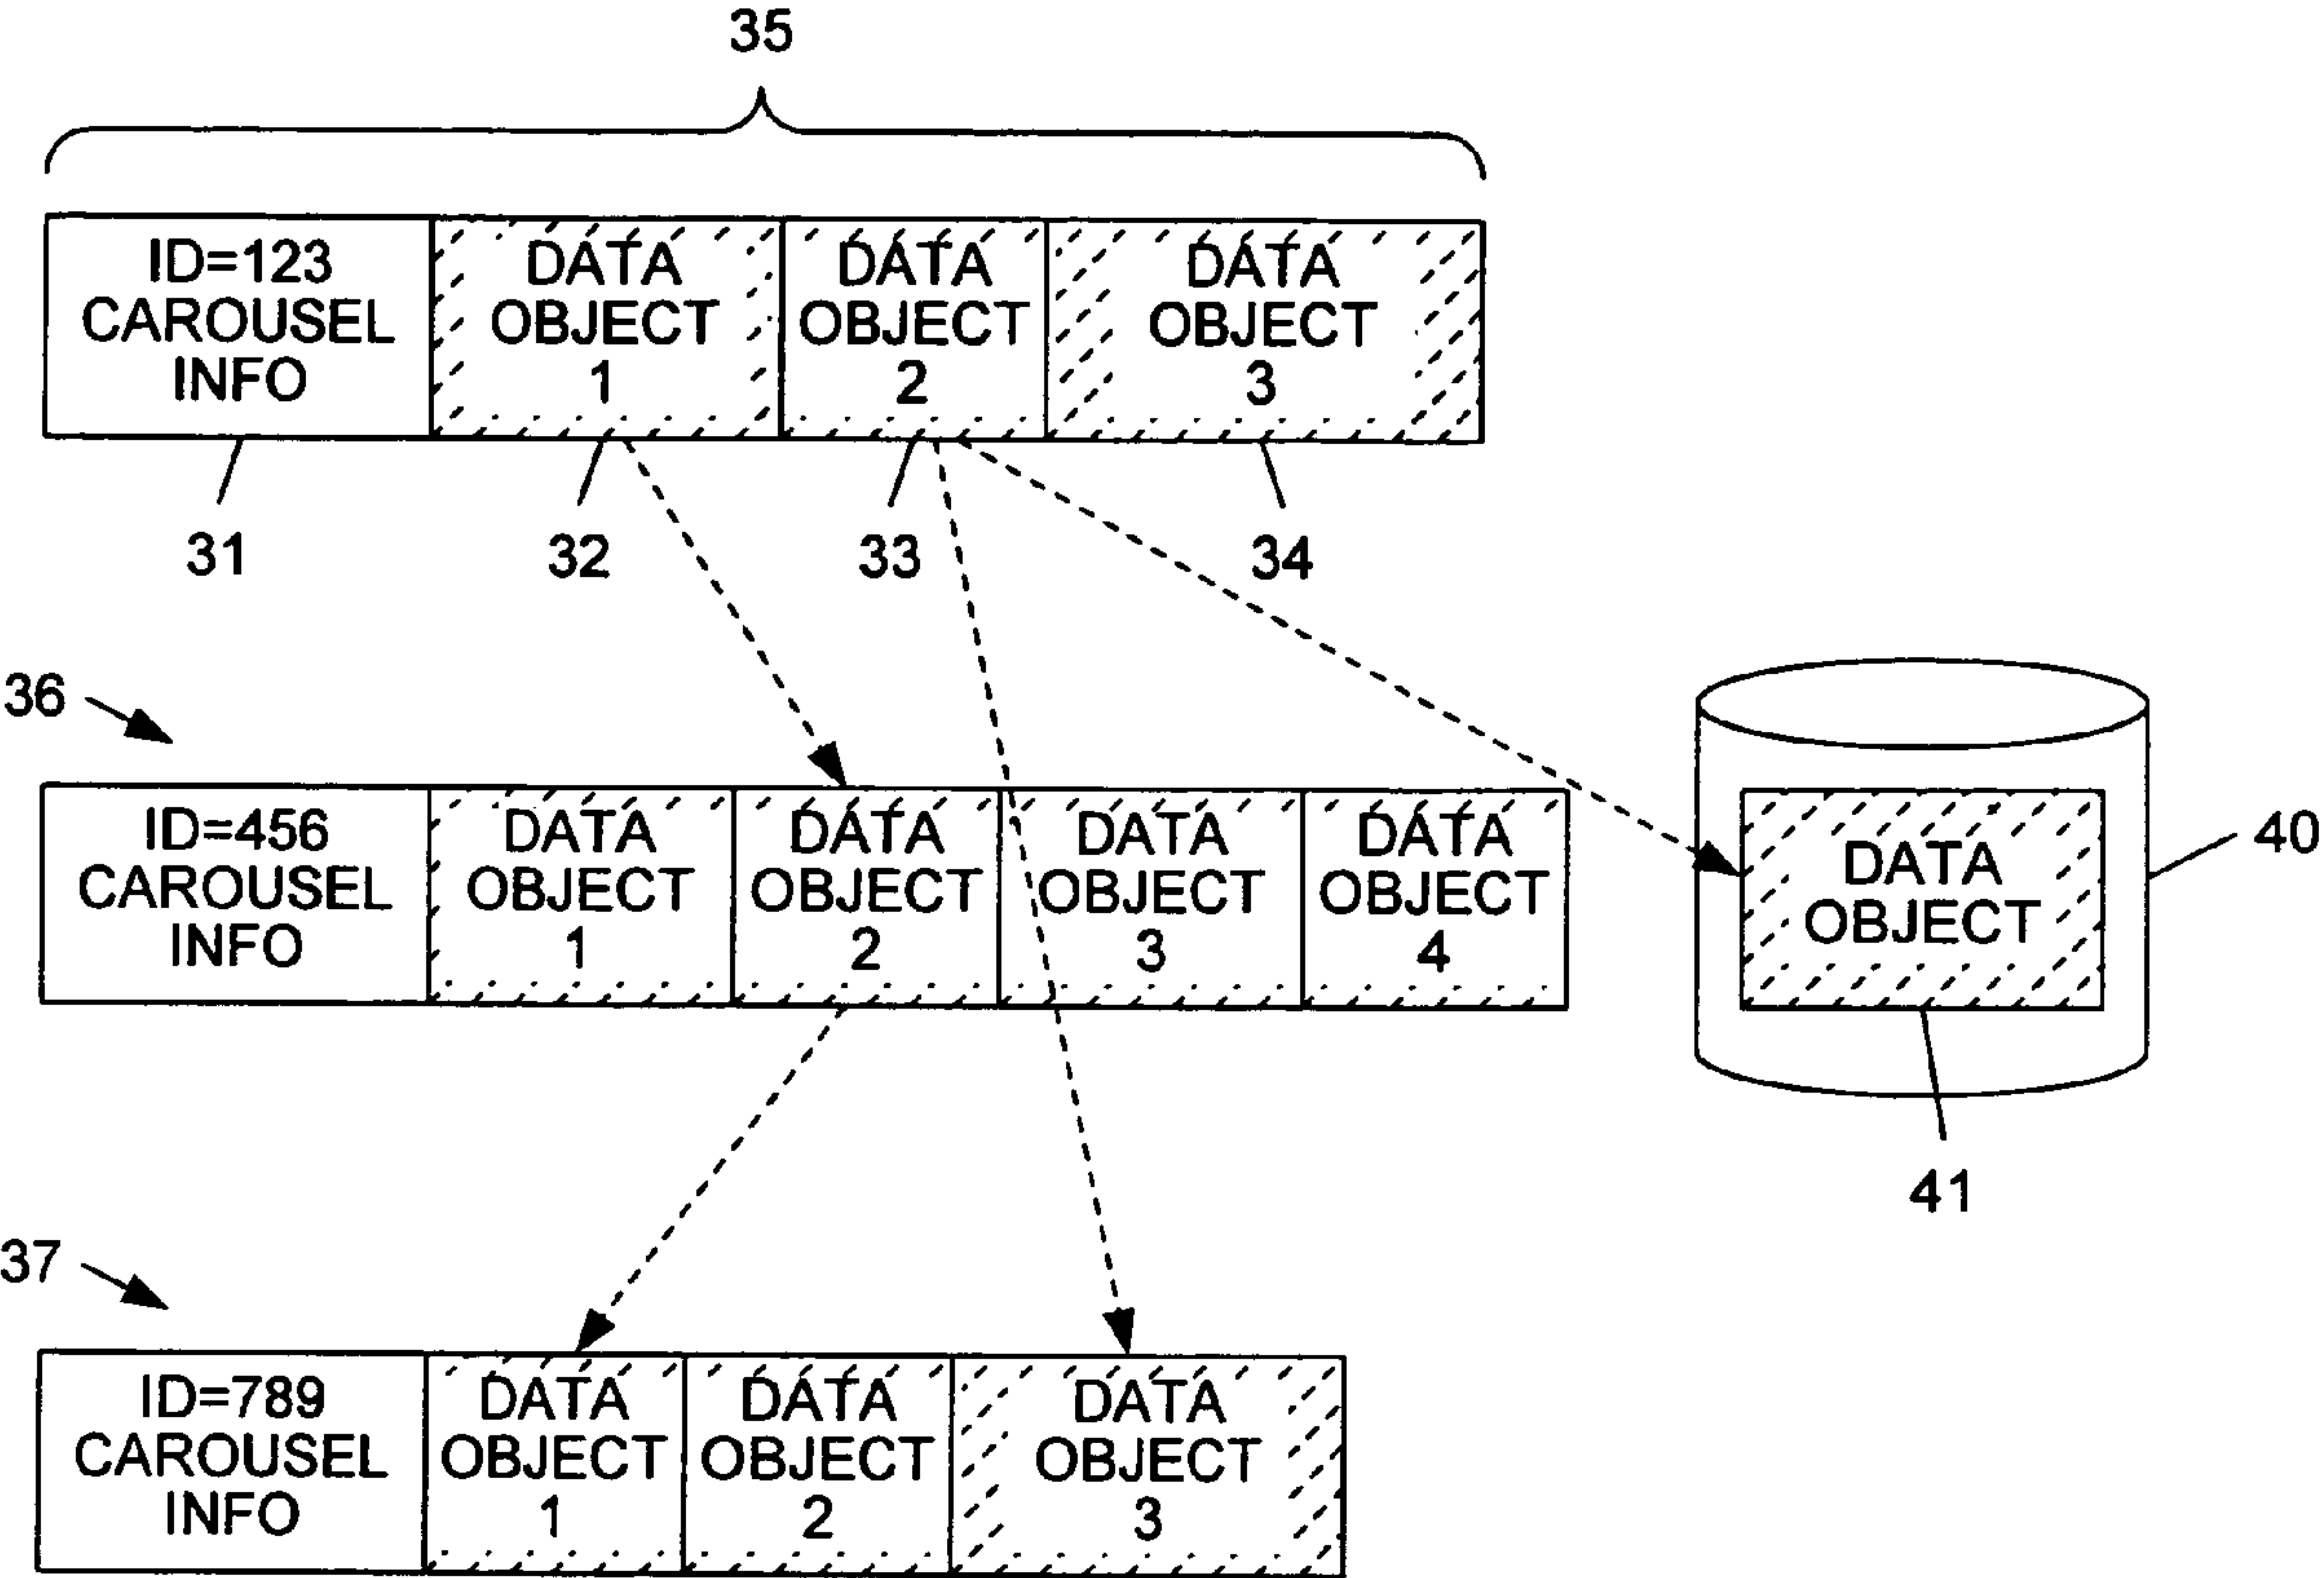 35
ID=123
CAROUSEL
INFO
DATA
OBJECT
1
DATA
OBJECT
2
DATA
OBJECT
3
31
32
33
34
36
ID=456
CAROUSEL
INFO
DATA
OBJECT
1
DATA
OBJECT
2
DATA
OBJECT
3
DATA
OBJECT
4
DATA
OBJECT
40
41
37
ID=789
CAROUSEL
INFO
DATA
OBJECT
1
DATA
OBJECT
2
DATA
OBJECT
3